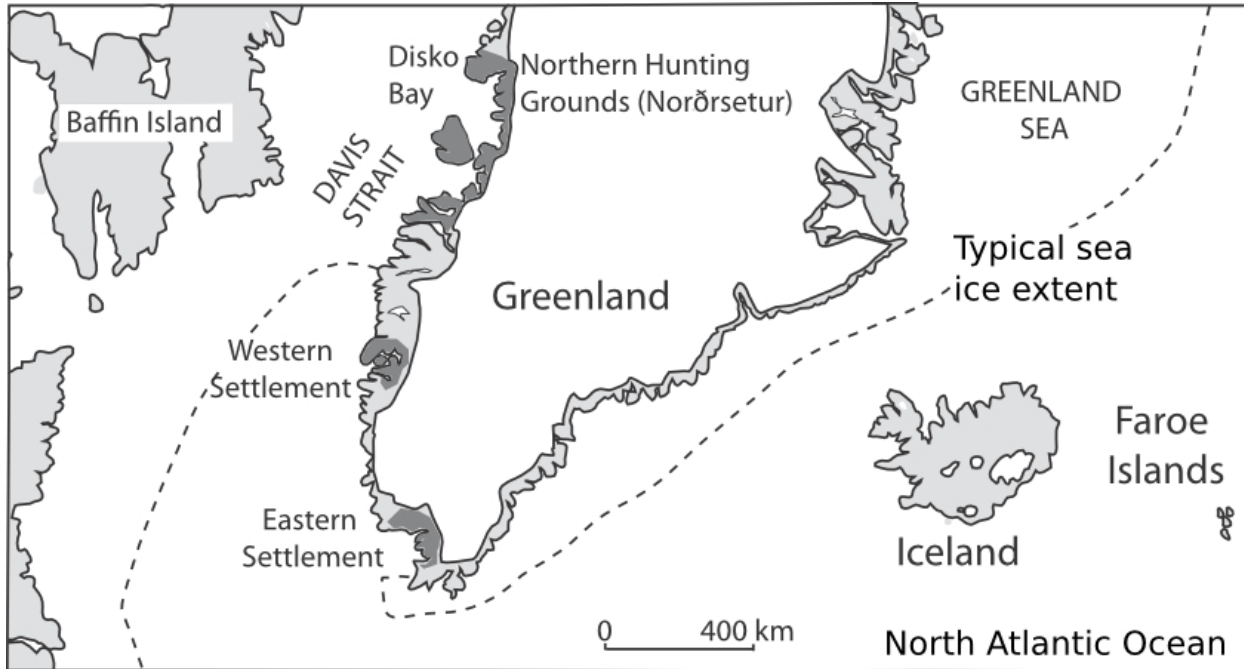 Disko
Bay
Northern Hunting
Grounds (Norðrsetur)
GREENLAND
SEA
Baffin Island
DAVIS
STRAIT
Typical sea
ice extent
Greenland
Western
Settlement
Faroe
Islands
Eastern
Settlement
Iceland
0
400 km
North Atlantic Ocean